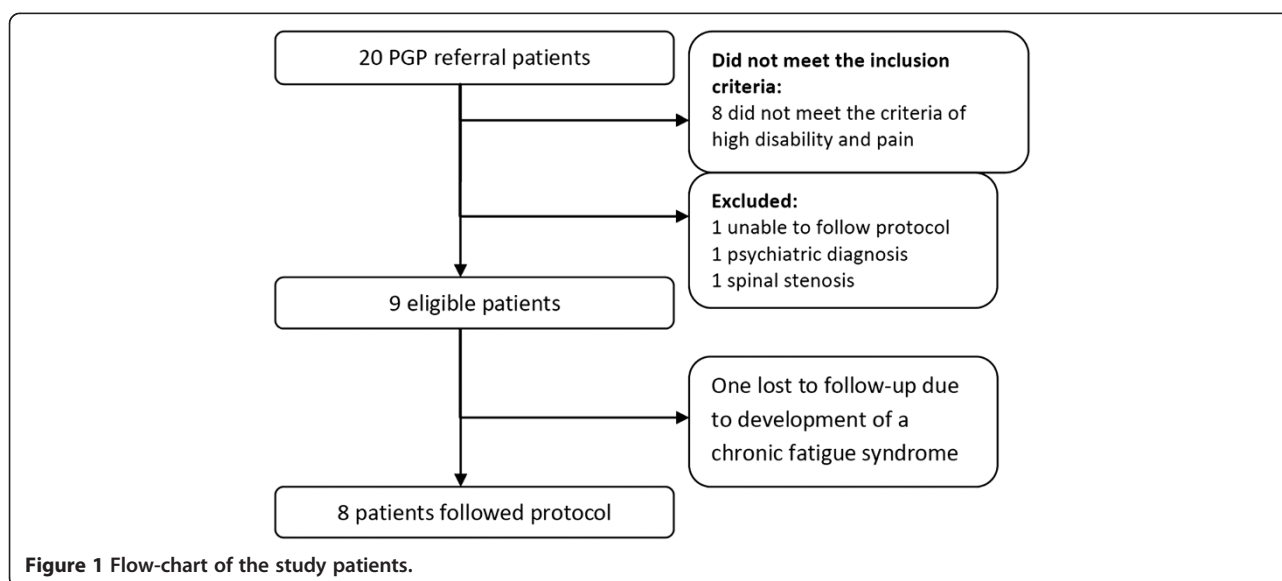 20 PGP referral patients
Did not meet the inclusion
criteria:
8 did not meet the criteria of
high disability and pain
Excluded:
1 unable to follow protocol
1 psychiatric diagnosis
1 spinal stenosis
9 eligible patients
One lost to follow-up due
to development of a
chronic fatigue syndrome
8 patients followed protocol
Figure 1 Flow-chart of the study patients.